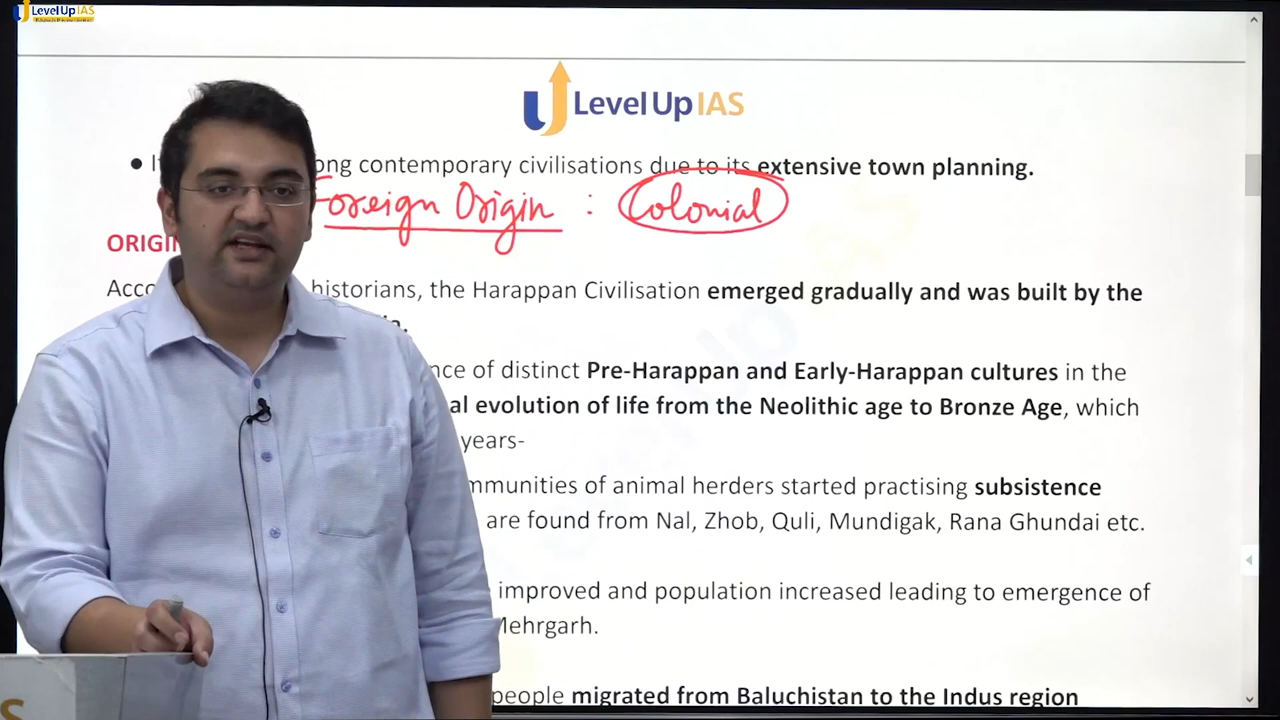 Level Up IAS
Level Up IAS
ong contemporary civilisations due to its extensive town planning.
Foreign Origin : Colonial
ORIGI
Acco historians, the Harappan Civilisation emerged gradually and was built by the
ia.
nce of distinct Pre-Harappan and Early-Harappan cultures in the
al evolution of life from the Neolithic age to Bronze Age, which
years-
mmunities of animal herders started practising subsistence
are found from Nal, Zhob, Quli, Mundigak, Rana Ghundai etc.
improved and population increased leading to emergence of
Mehrgarh.
people migrated from Baluchistan to the Indus region